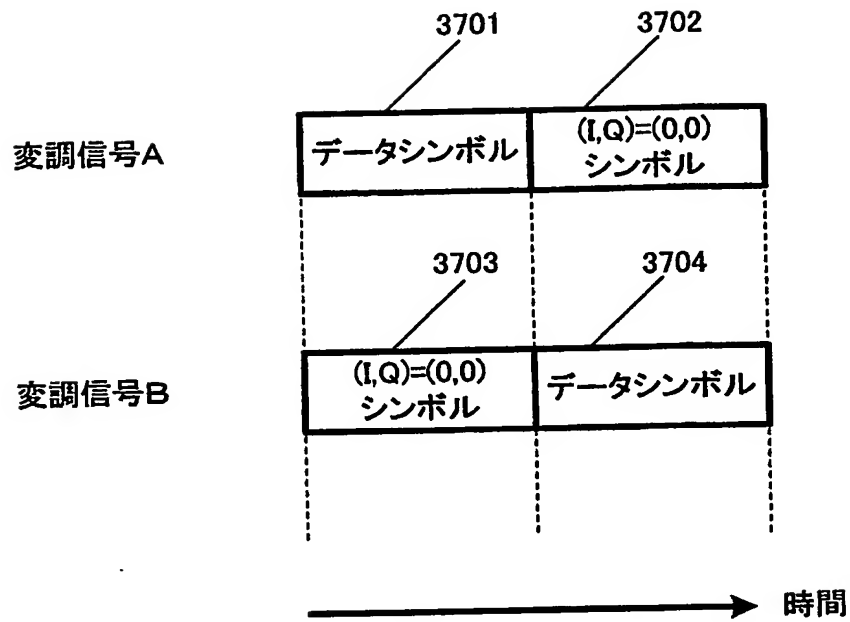 3701
3702
変調信号A
データシンボル
(I,Q)=(0,0)
シンボル
3703
3704
変調信号B
(I,Q)=(0,0)
シンボル
データシンボル
時間